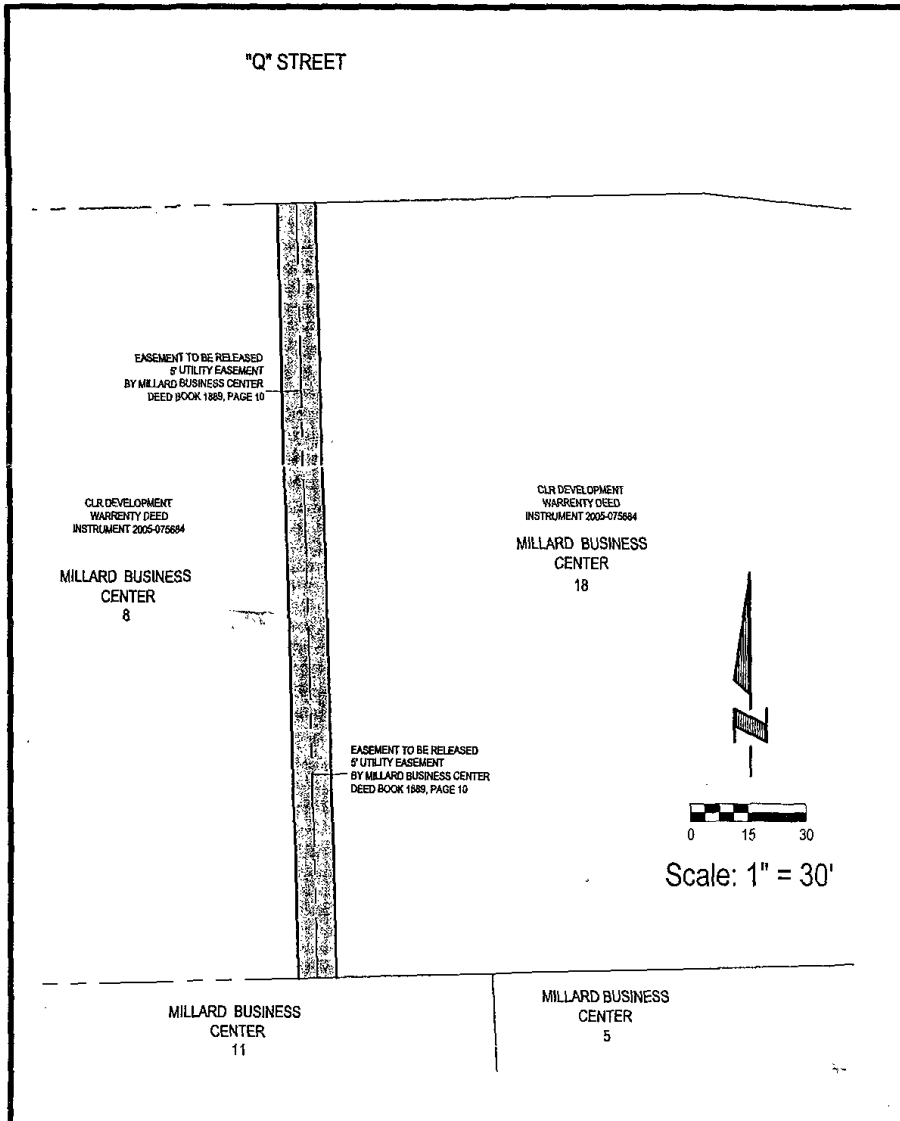 "Q" STREET
EASEMENT TO BE RELEASED
5' UTILITY EASEMENT
BY MILLARD BUSINESS CENTER
DEED BOOK 1889, PAGE 10
CLR DEVELOPMENT
WARRENTY DEED
INSTRUMENT 2005-075684
MILLARD BUSINESS
CENTER
8
CLR DEVELOPMENT
WARRENTY DEED
INSTRUMENT 2005-075684
MILLARD BUSINESS
CENTER
18
EASEMENT TO BE RELEASED
5' UTILITY EASEMENT
BY MILLARD BUSINESS CENTER
DEED BOOK 1889, PAGE 10
N
0 15 30
Scale: 1" = 30'
MILLARD BUSINESS
CENTER
11
MILLARD BUSINESS
CENTER
5